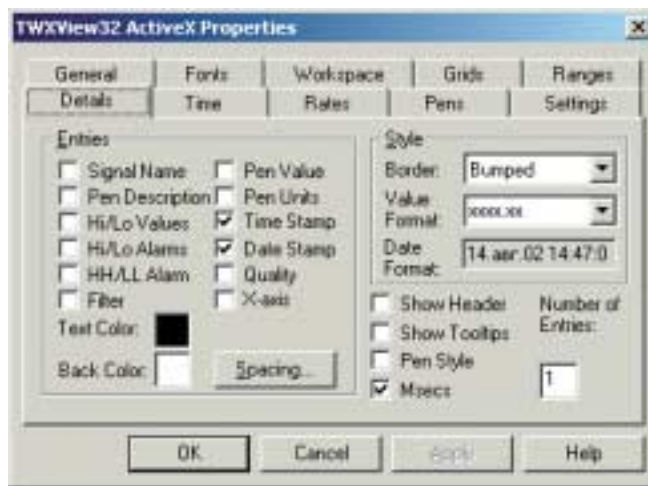 TWXView32 ActiveX Properties
General Fonts Workspace Grids Ranges
Details Time Rates Pens Settings
Entries
Signal Name Pen Value
Pen Description Pen Units
Hi/Lo Values Time Stamp
Hi/Lo Alarms Date Stamp
HH/LL Alarm Quality
Filter X-axis
Text Color:
Back Color: Spacing...
Style
Border: Bumped
Value Format: xxxx.xx
Date Format: 14.авг.02 14:47:0
Show Header
Show Tooltips
Pen Style
Msecs
Number of Entries:
1
OK Cancel Apply Help